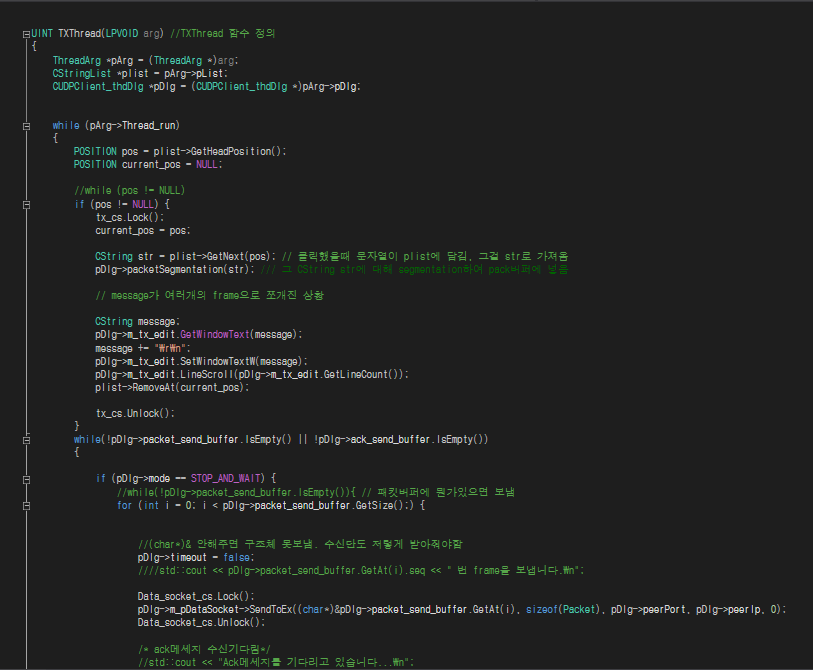 UINT TXThread(LPVOID arg) //TXThread 함수 정의
{
ThreadArg *pArg = (ThreadArg *)arg;
CStringList *plist = pArg->pList;
CUDPClient_thdDlg *pDlg = (CUDPClient_thdDlg *)pArg->pDlg;
while (pArg->Thread_run)
{
POSITION pos = plist->GetHeadPosition();
POSITION current_pos = NULL;
//while (pos != NULL)
if (pos != NULL) {
tx_cs.Lock();
current_pos = pos;
CString str = plist->GetNext(pos); // 클릭했을때 문자열이 plist에 담김, 그걸 str로 가져옴
pDlg->packetSegmentation(str); /// 그 CString str에 대해 segmentation하여 pack버퍼에 넣음
// message가 여러개의 frame으로 쪼개진 상황
CString message;
pDlg->m_tx_edit.GetWindowText(message);
message += "₩r₩n";
pDlg->m_tx_edit.SetWindowTextW(message);
pDlg->m_tx_edit.LineScroll(pDlg->m_tx_edit.GetLineCount());
plist->RemoveAt(current_pos);
tx_cs.Unlock();
}
while(!pDlg->packet_send_buffer.IsEmpty() || !pDlg->ack_send_buffer.IsEmpty())
{
if (pDlg->mode == STOP_AND_WAIT) {
//while(!pDlg->packet_send_buffer.IsEmpty()){ // 패킷버퍼에 뭔가있으면 보냄
for (int i = 0; i < pDlg->packet_send_buffer.GetSize();) {
//(char*)& 안해주면 구조체 못보냄. 수신단도 저렇게 받아줘야함
pDlg->timeout = false;
////std::cout << pDlg->packet_send_buffer.GetAt(i).seq << " 번 frame을 보냅니다.₩n";
Data_socket_cs.Lock();
pDlg->m_pDataSocket->SendToEx((char*)&pDlg->packet_send_buffer.GetAt(i), sizeof(Packet), pDlg->peerPort, pDlg->peerIp, 0);
Data_socket_cs.Unlock();
/* ack메세지 수신기다림*/
//std::cout << "Ack메세지를 기다리고 있습니다...₩n";